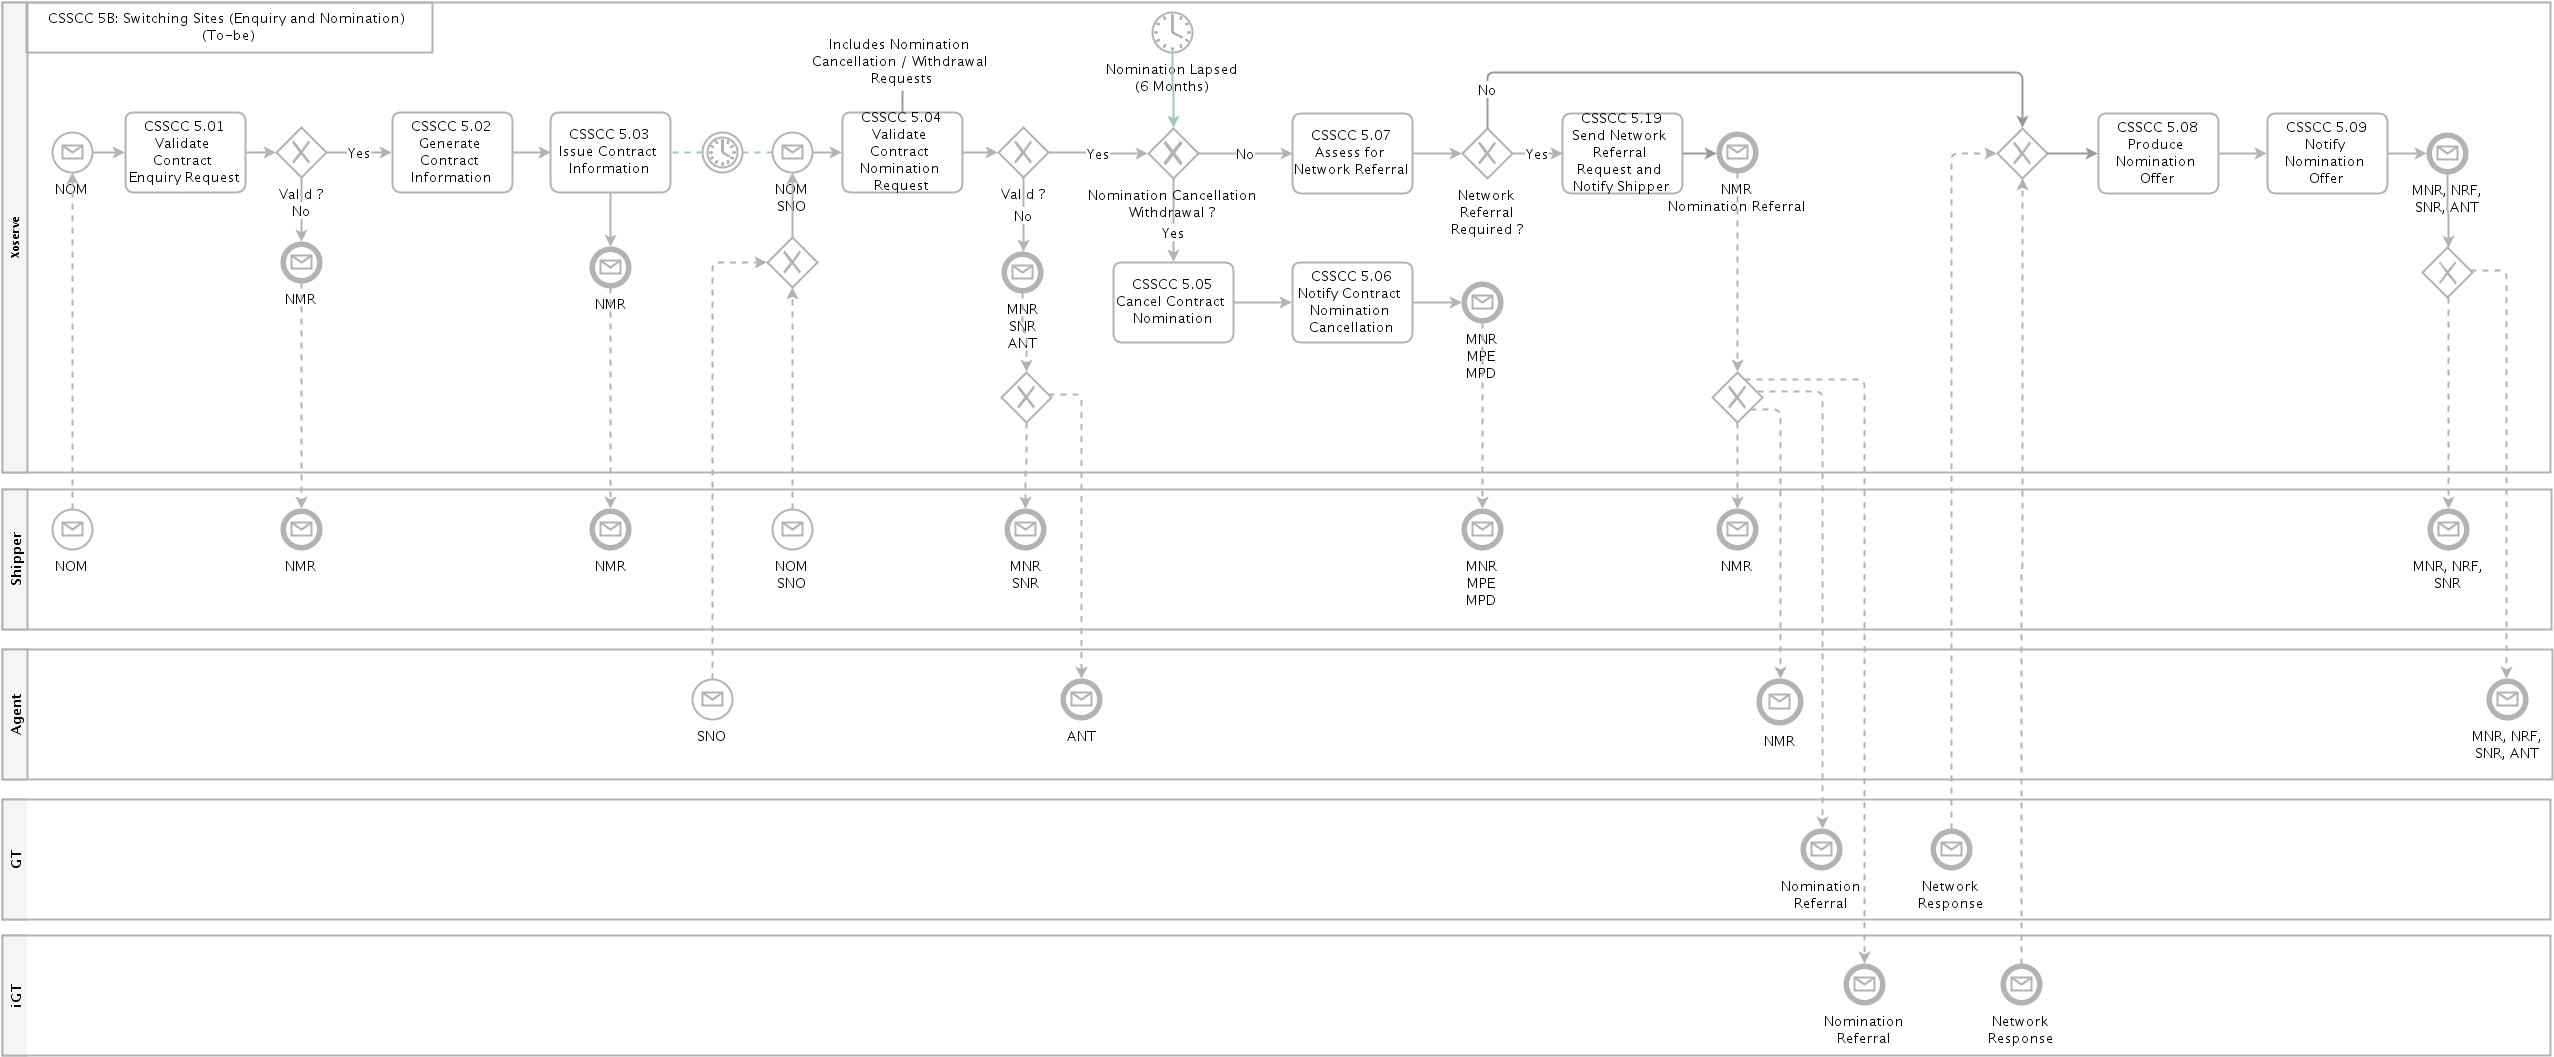 CSSCC 5B: Switching Sites (Enquiry and Nomination)
(To-be)
Xoserve
NOM
CSSCC 5.01
Validate
Contract
Enquiry Request
Valid ?
No
Yes
NMR
CSSCC 5.02
Generate
Contract
Information
CSSCC 5.03
Issue Contract
Information
NMR
NOM
SNO
Includes Nomination
Cancellation / Withdrawal
Requests
CSSCC 5.04
Validate
Contract
Nomination
Request
Valid ?
No
Yes
MNR
SNR
ANT
Nomination Lapsed
(6 Months)
Nomination Cancellation
Withdrawal ?
Yes
No
CSSCC 5.05
Cancel Contract
Nomination
CSSCC 5.06
Notify Contract
Nomination
Cancellation
MNR
MPE
MPD
CSSCC 5.07
Assess for
Network Referral
No
Network
Referral
Required ?
Yes
CSSCC 5.19
Send Network
Referral
Request and
Notify Shipper
NMR
Nomination Referral
CSSCC 5.08
Produce
Nomination
Offer
CSSCC 5.09
Notify
Nomination
Offer
MNR, NRF,
SNR, ANT
Shipper
NOM
NMR
NMR
NOM
SNO
MNR
SNR
MNR
MPE
MPD
NMR
MNR, NRF,
SNR
Agent
SNO
ANT
NMR
MNR, NRF,
SNR, ANT
GT
Nomination
Referral
Network
Response
iGT
Nomination
Referral
Network
Response